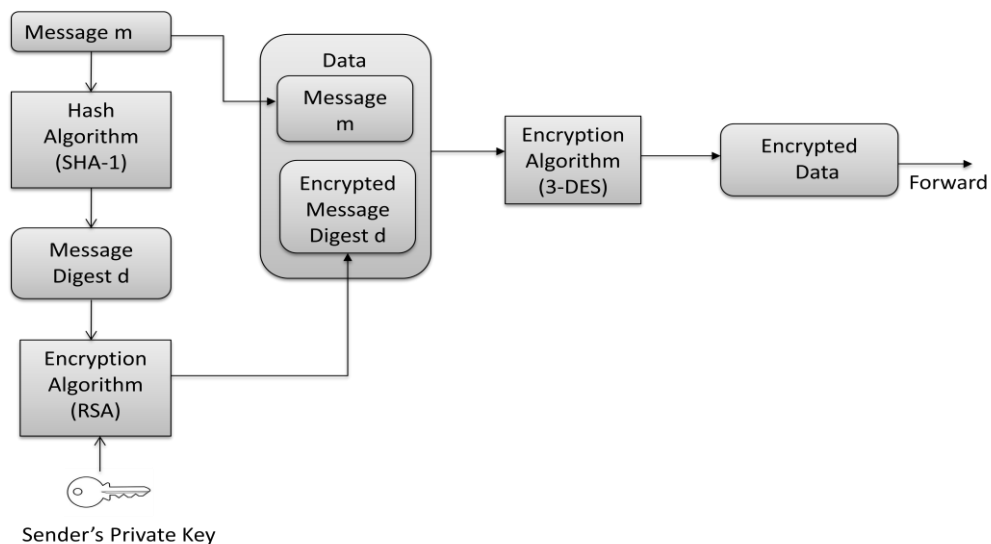 Message m
Hash
Algorithm
(SHA-1)
Message
Digest d
Encryption
Algorithm
(RSA)
Sender’s Private Key
Data
Message
m
Encrypted
Message
Digest d
Encryption
Algorithm
(3-DES)
Encrypted
Data
Forward